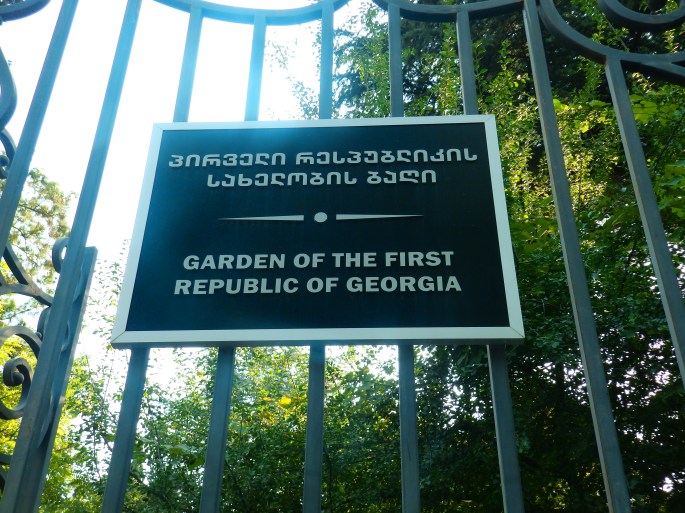 პირველი რესპუბლიკის
სახელობის ბაღი
GARDEN OF THE FIRST
REPUBLIC OF GEORGIA